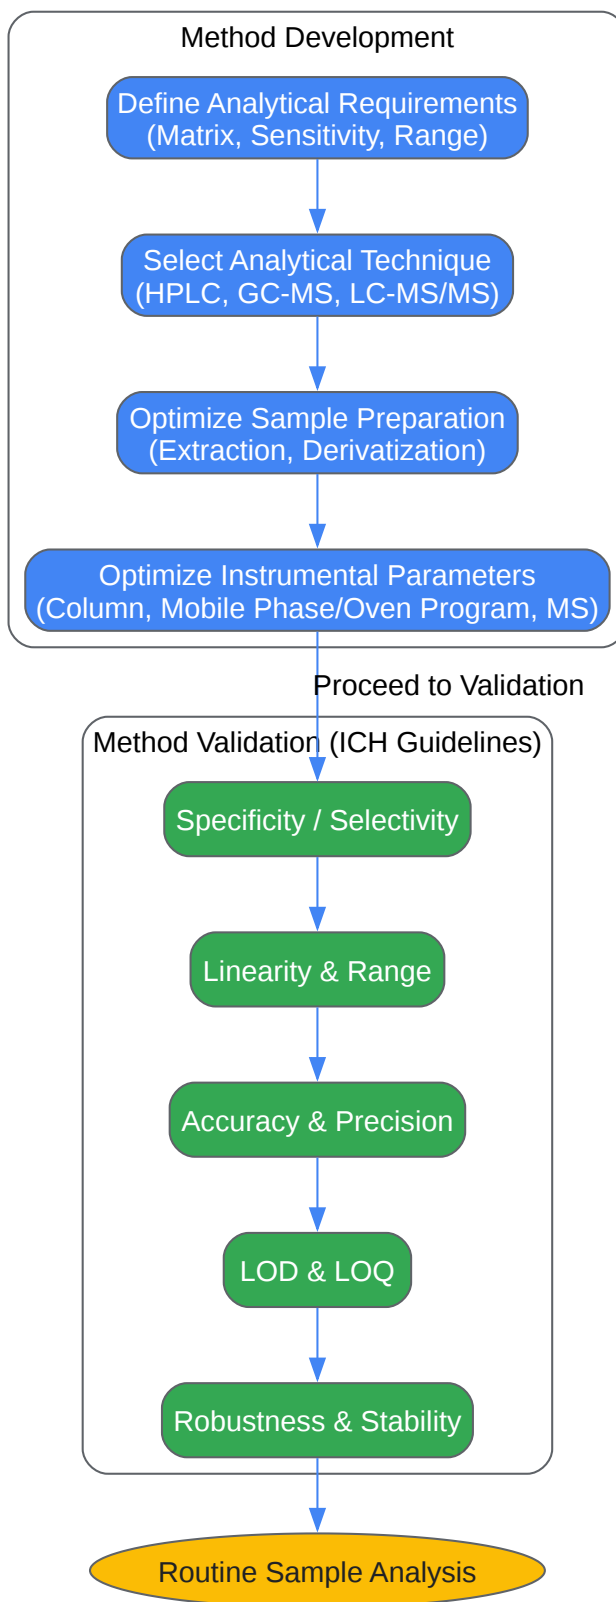 Method Development
Define Analytical Requirements
(Matrix, Sensitivity, Range)
Select Analytical Technique
(HPLC, GC-MS, LC-MS/MS)
Optimize Sample Preparation
(Extraction, Derivatization)
Optimize Instrumental Parameters
(Column, Mobile Phase/Oven Program, MS)
Proceed to Validation
Method Validation (ICH Guidelines)
Specificity / Selectivity
Linearity & Range
Accuracy & Precision
LOD & LOQ
Robustness & Stability
Routine Sample Analysis